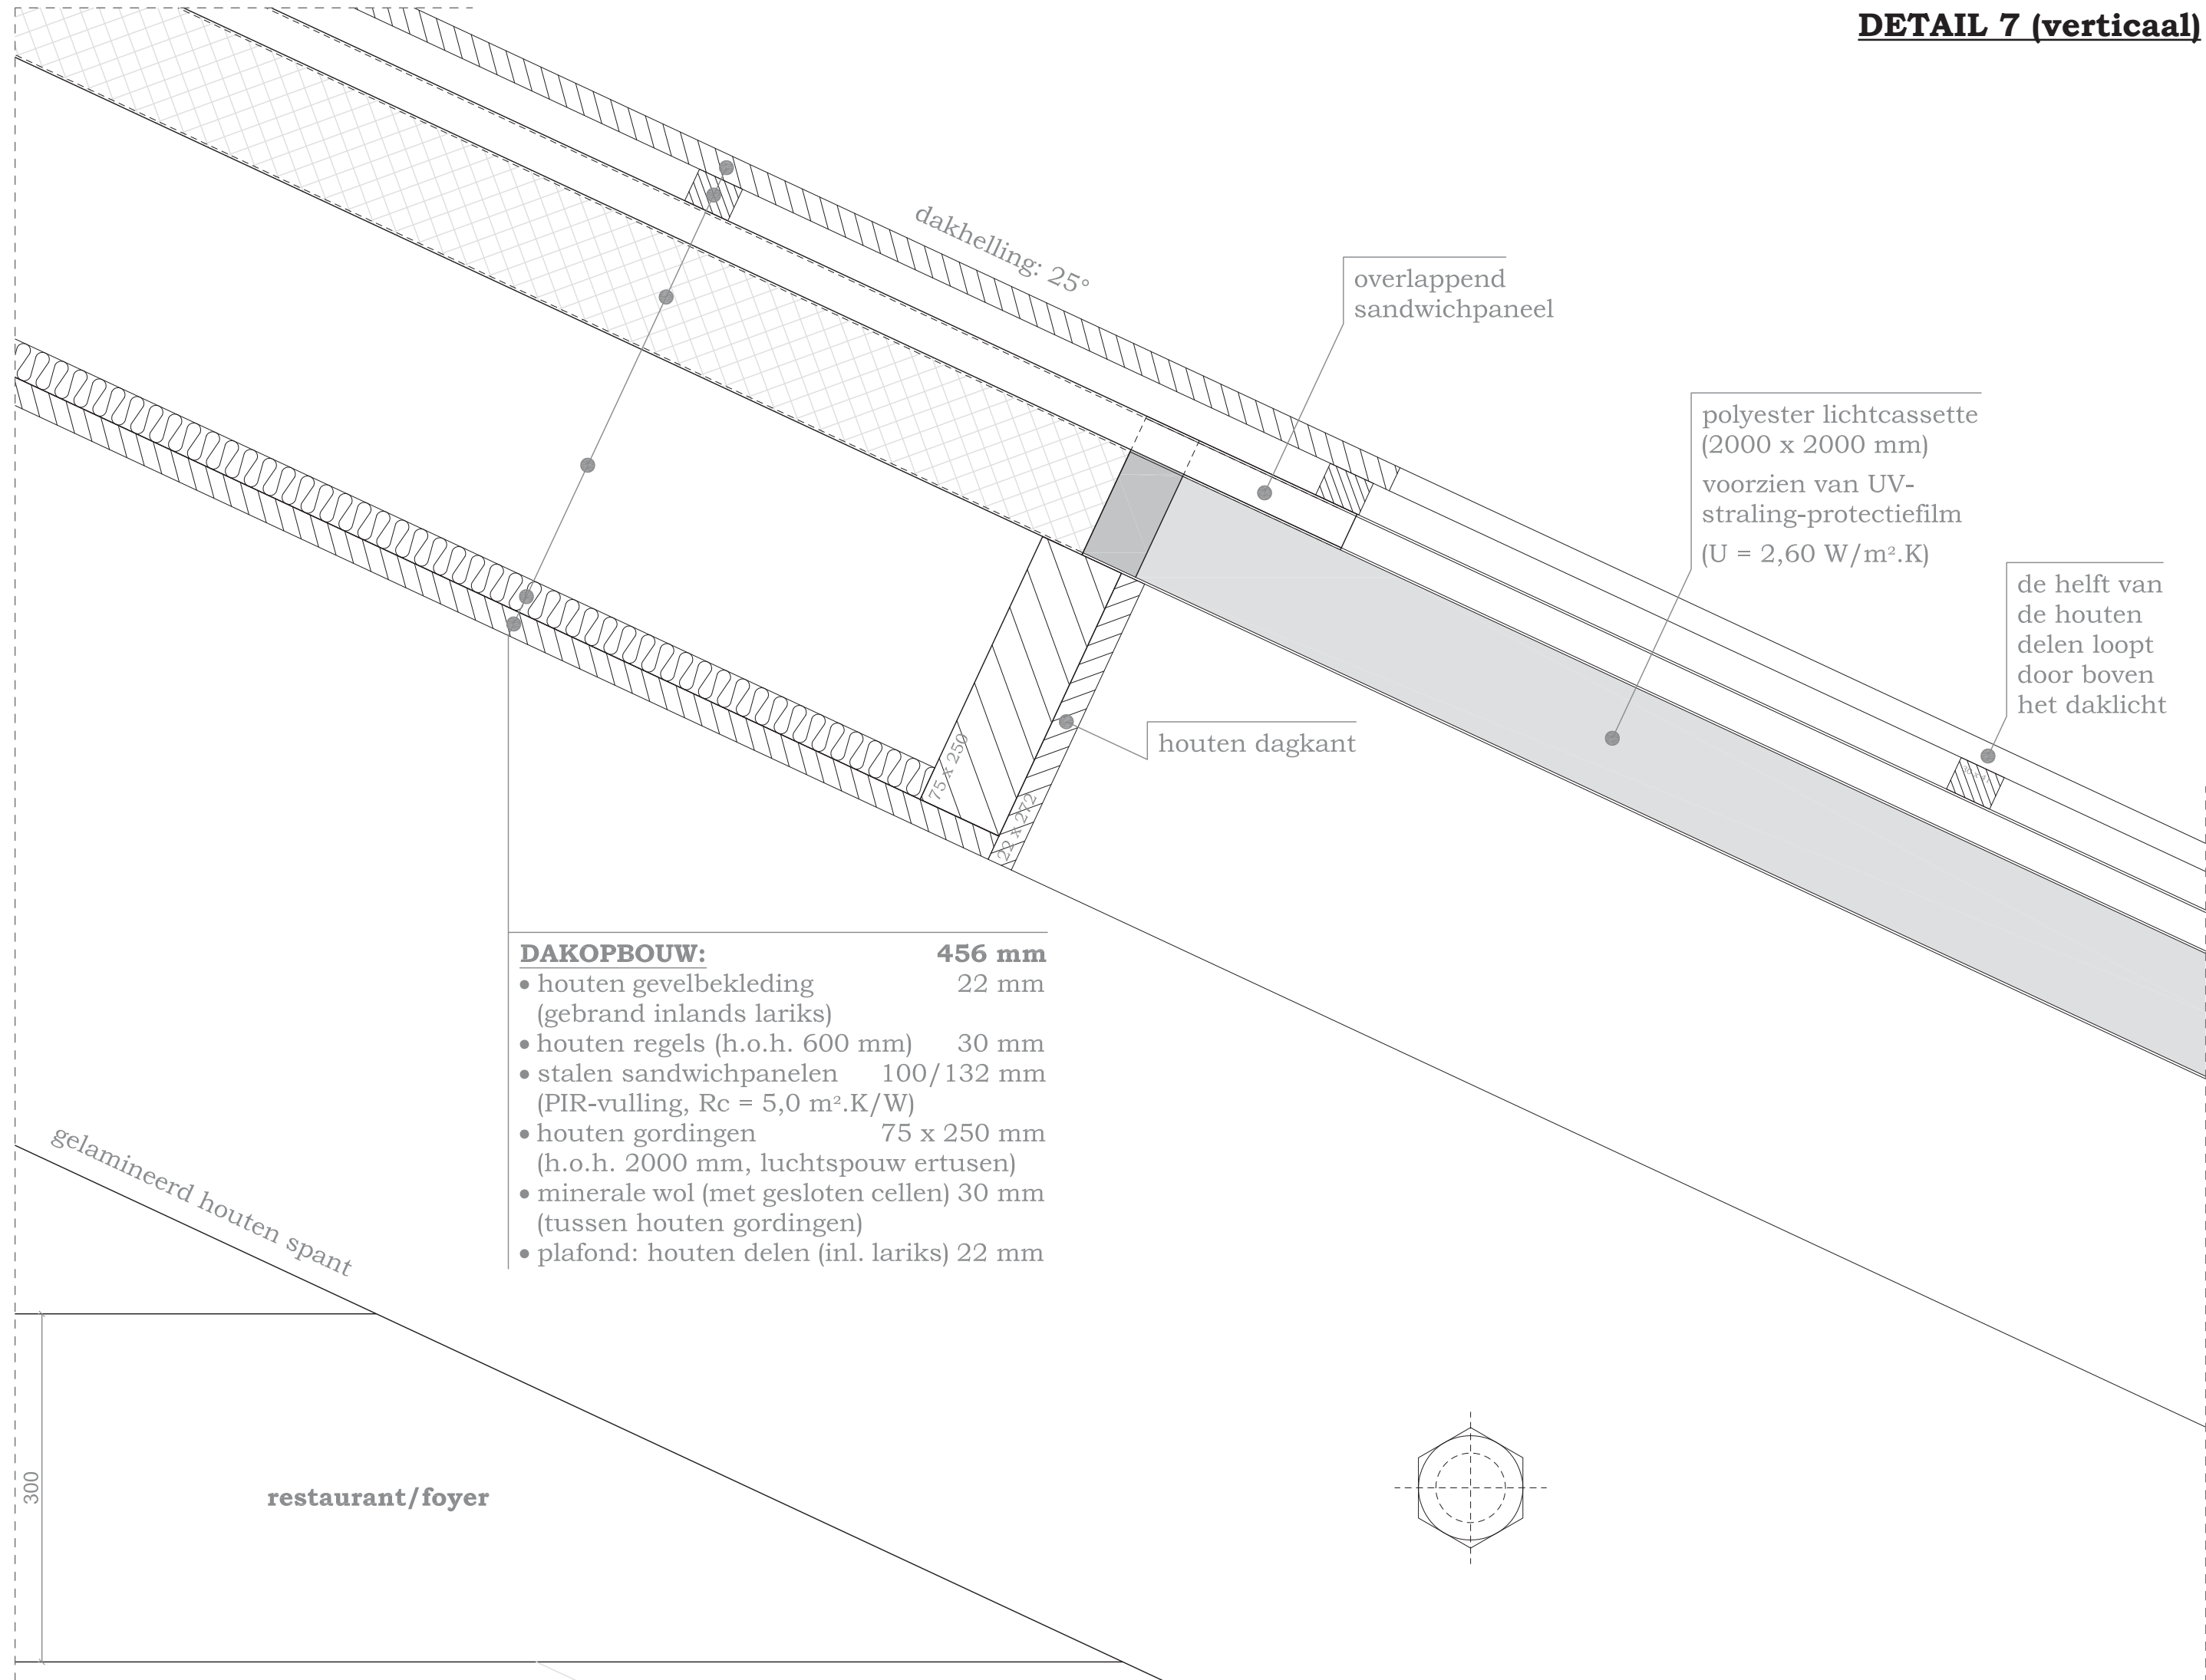 DETAIL 7 (verticaal)
dakhelling: 25°
overlappend
sandwichpaneel
polyester lichtcassette
(2000 x 2000 mm)
voorzien van UV-
straling-protectiefilm
(U = 2,60 W/m².K)
de helft van
de houten
delen loopt
door boven
het daklicht
houten dagkant
75 x 250
22 x 272
DAKOPBOUW: 456 mm
• houten gevelbekleding 22 mm
(gebrand inlands lariks)
• houten regels (h.o.h. 600 mm) 30 mm
• stalen sandwichpanelen 100/132 mm
(PIR-vulling, Rc = 5,0 m².K/W)
• houten gordingen 75 x 250 mm
(h.o.h. 2000 mm, luchtspouw ertusen)
• minerale wol (met gesloten cellen) 30 mm
(tussen houten gordingen)
• plafond: houten delen (inl. lariks) 22 mm
gelamineerd houten spant
300
restaurant/foyer